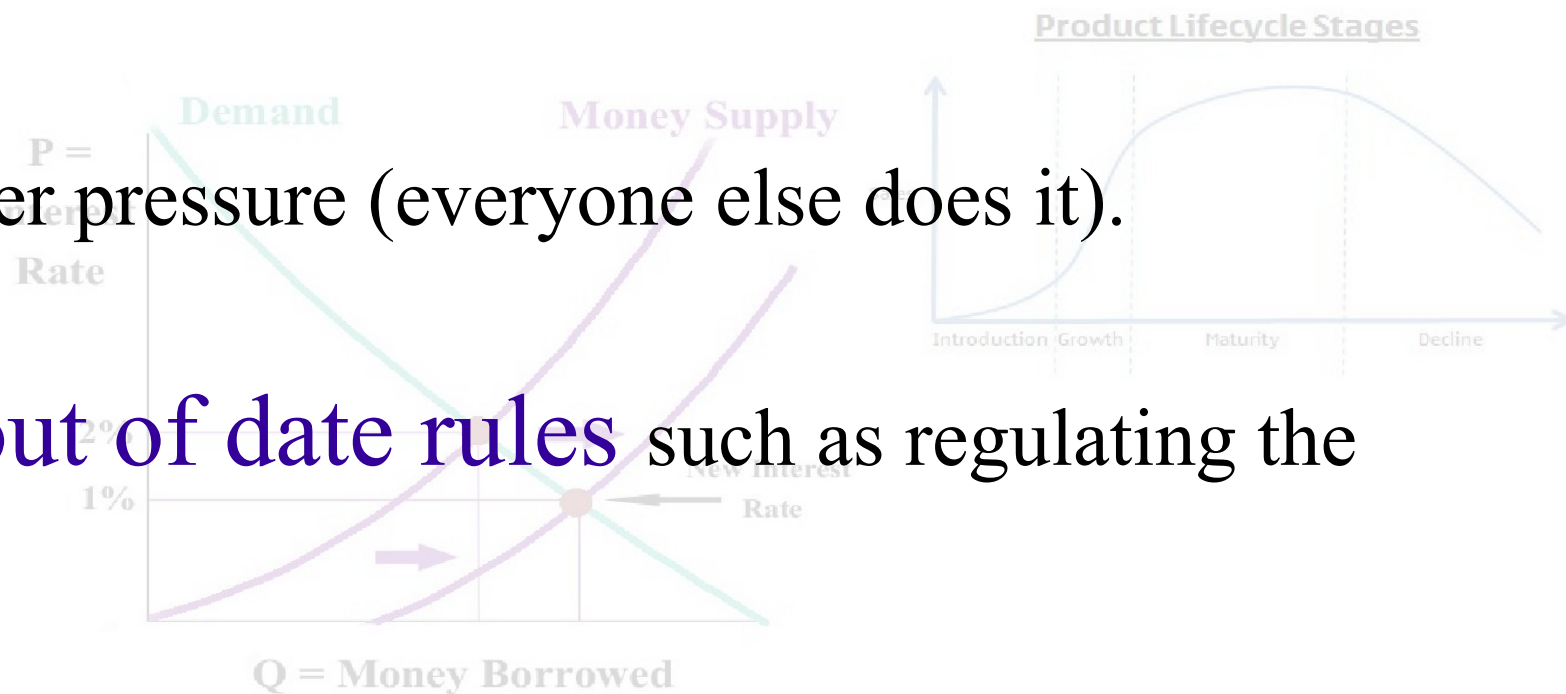 Product Lifecycle Stages
Demand
Money Supply
P =
er pressure (everyone else does it).
Rate
Introduction Growth Maturity Decline
out of date rules such as regulating the
2%
New Interest
1%
Rate
Q = Money Borrowed